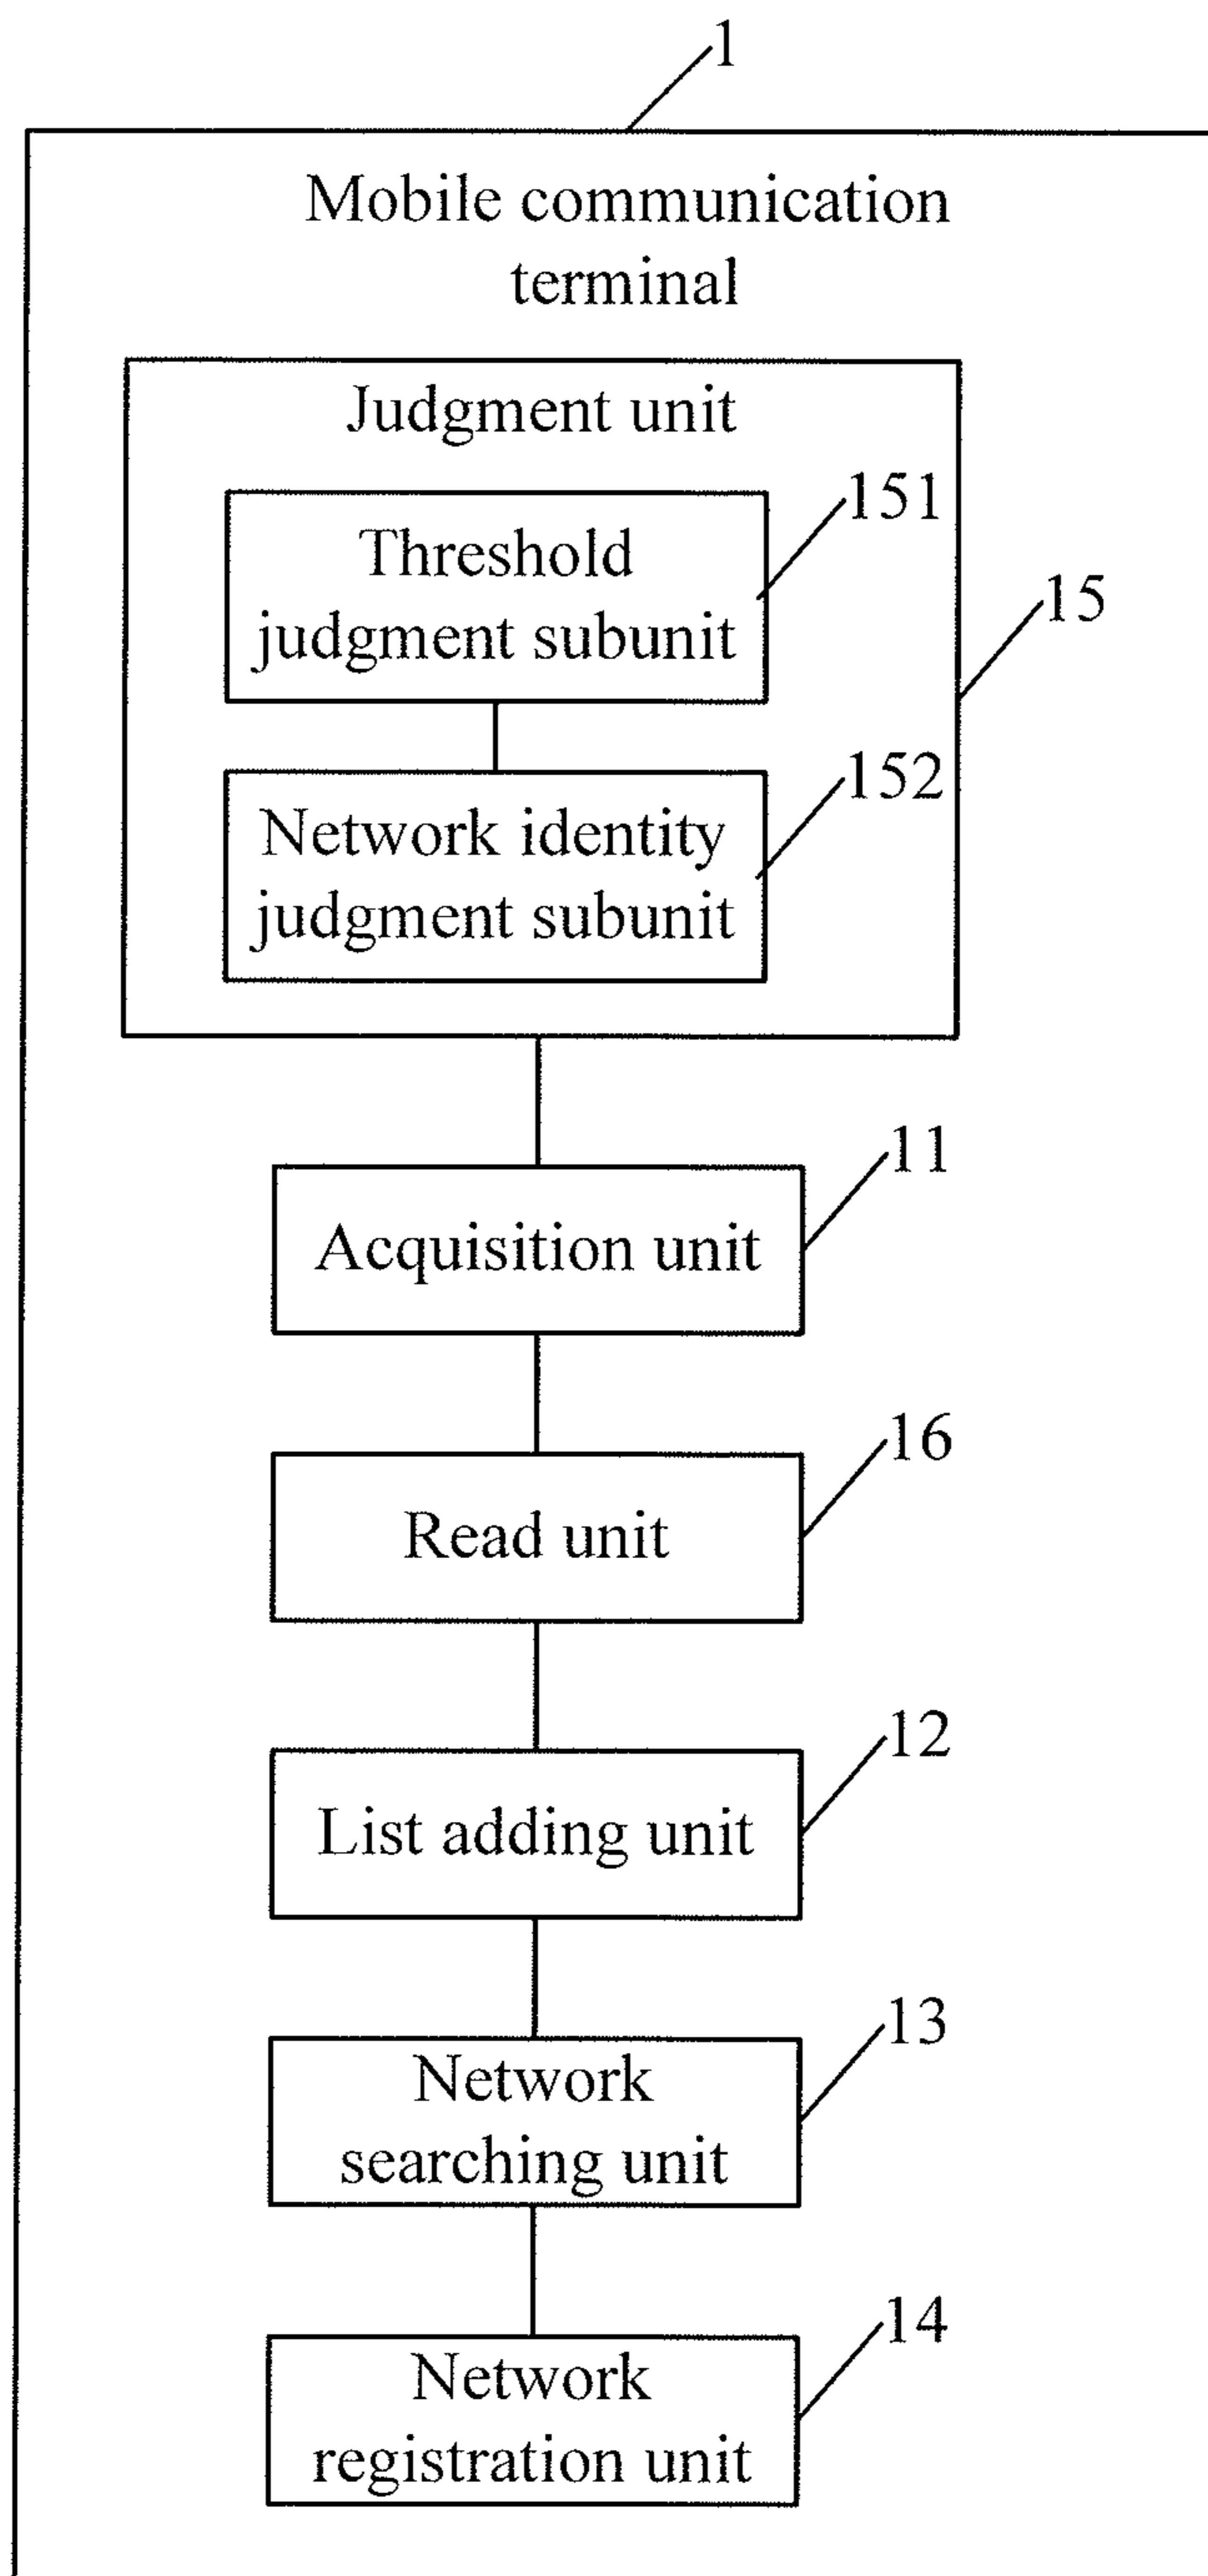 1
Mobile communication
terminal
Judgment unit
151
Threshold
judgment subunit
15
152
Network identity
judgment subunit
11
Acquisition unit
16
Read unit
12
List adding unit
13
Network
searching unit
14
Network
registration unit